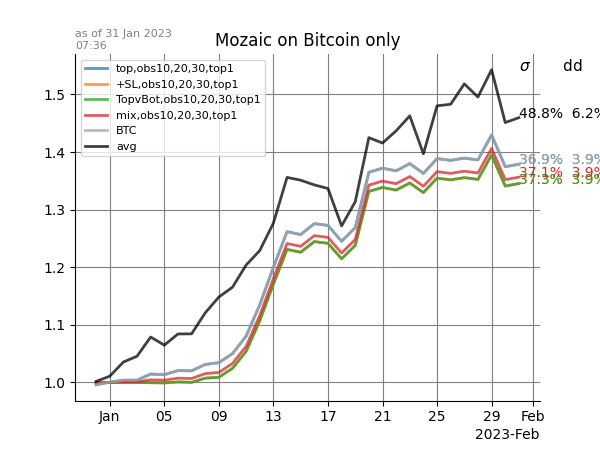 as of 31 Jan 2023
07:36
Mozaic on Bitcoin only
σ dd
top,obs10,20,30,top1
+SL,obs10,20,30,top1
TopvBot,obs10,20,30,top1
mix,obs10,20,30,top1
BTC
avg
48.8% 6.2%
36.9% 3.9%
37.1% 3.9%
37.3% 3.9%
1.5
1.4
1.3
1.2
1.1
1.0
Jan 05 09 13 17 21 25 29 Feb
2023-Feb